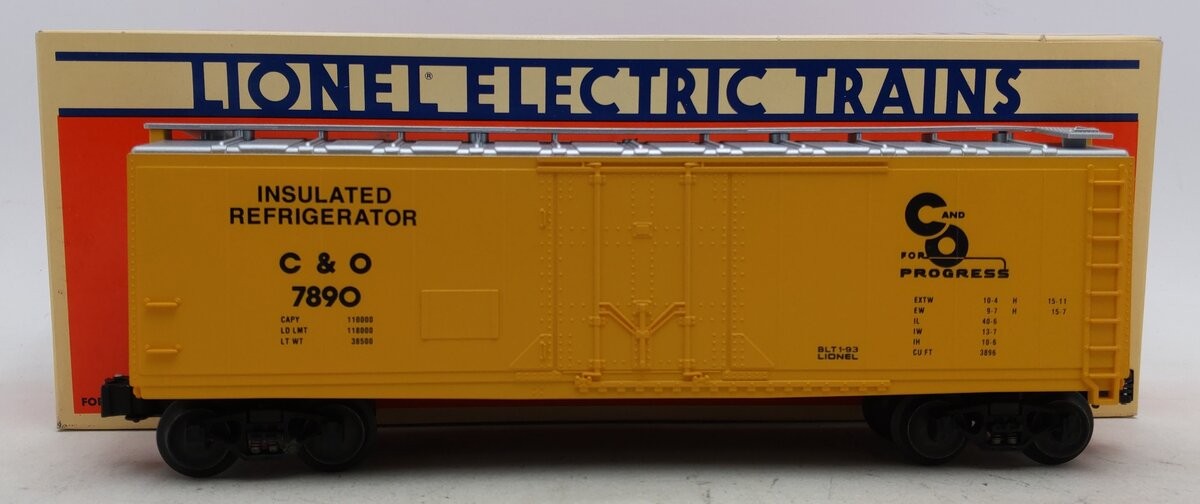 LIONEL® ELECTRIC TRAINS
INSULATED
REFRIGERATOR
C & O
7890
CAPY 110000
LD LMT 118000
LT WT 38500
C AND
FOR O
PROGRESS
EXTW 10-4 H 15-11
EW 9-7 H 15-7
IL 40-6
IW 13-7
IH 10-6
CU FT 3896
BLT 1-93
LIONEL
FO